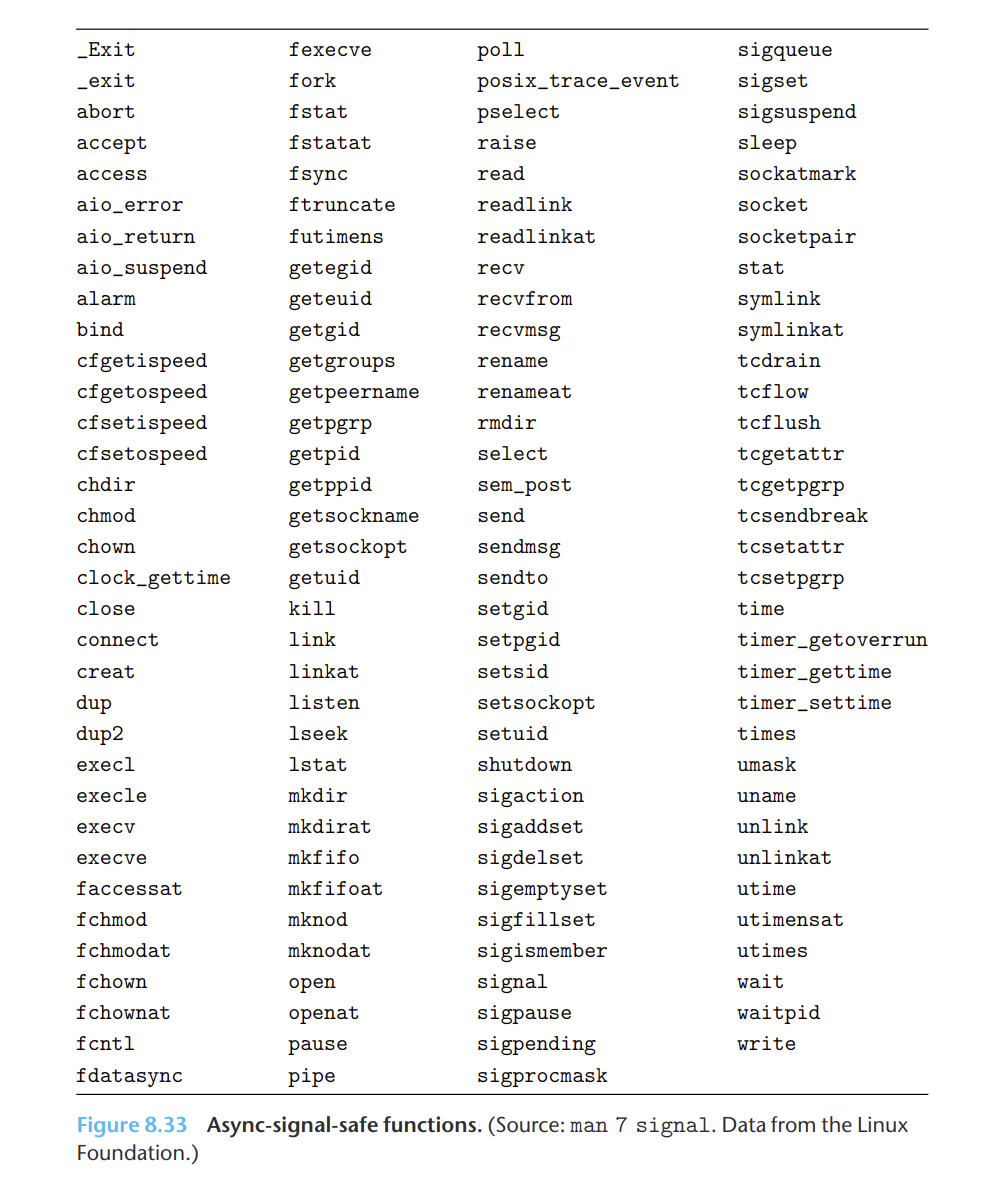 _Exit fexecve poll sigqueue
_exit fork posix_trace_event sigset
abort fstat pselect sigsuspend
accept fstatat raise sleep
access fsync read sockatmark
aio_error ftruncate readlink socket
aio_return futimens readlinkat socketpair
aio_suspend getegid recv stat
alarm geteuid recvfrom symlink
bind getgid recvmsg symlinkat
cfgetispeed getgroups rename tcdrain
cfgetospeed getpeername renameat tcflow
cfsetispeed getpgrp rmdir tcflush
cfsetospeed getpid select tcgetattr
chdir getppid sem_post tcgetpgrp
chmod getsockname send tcsendbreak
chown getsockopt sendmsg tcsetattr
clock_gettime getuid sendto tcsetpgrp
close kill setgid time
connect link setpgid timer_getoverrun
creat linkat setsid timer_gettime
dup listen setsockopt timer_settime
dup2 lseek setuid times
execl lstat shutdown umask
execle mkdir sigaction uname
execv mkdirat sigaddset unlink
execve mkfifo sigdelset unlinkat
faccessat mkfifoat sigemptyset utime
fchmod mknod sigfillset utimensat
fchmodat mknodat sigismember utimes
fchown open signal wait
fchownat openat sigpause waitpid
fcntl pause sigpending write
fdatasync pipe sigprocmask
Figure 8.33 Async-signal-safe functions. (Source: man 7 signal. Data from the Linux
Foundation.)